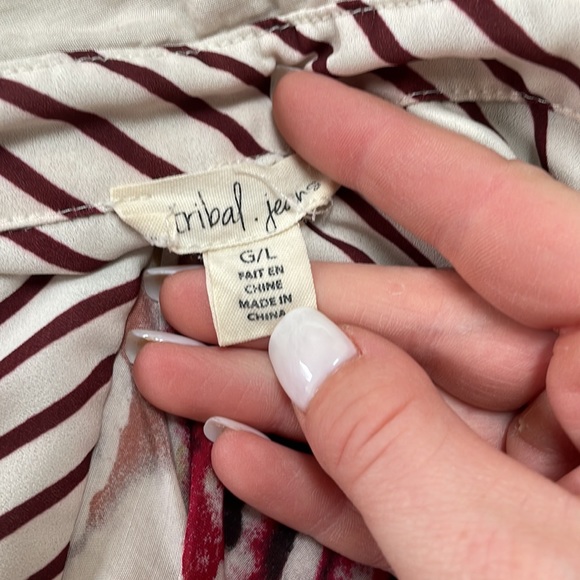 tribal. jeans
G/L
FAIT EN
CHINE
MADE IN
CHINA